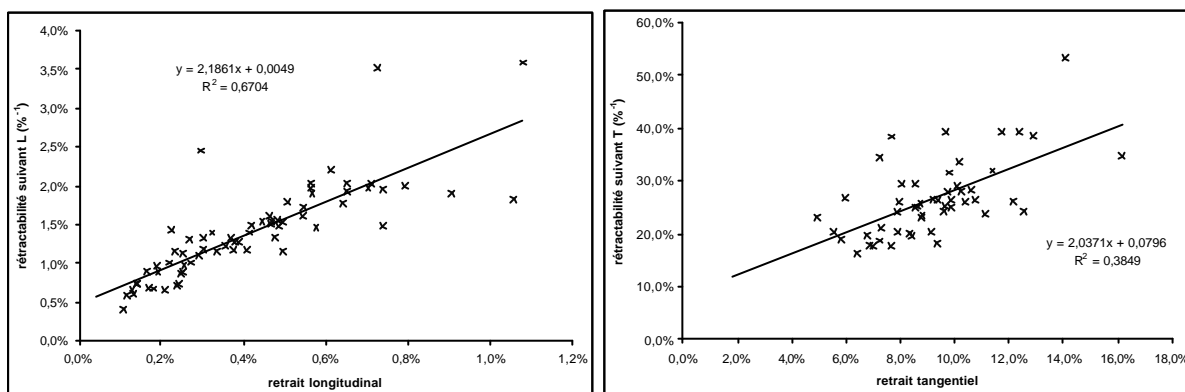 4,0%
3,5%
3,0%
2,5%
2,0%
1,5%
1,0%
0,5%
0,0%
rétractabilité suivant L (%⁻¹)
y = 2,1861x + 0,0049
R² = 0,6704
0,0% 0,2% 0,4% 0,6% 0,8% 1,0% 1,2%
retrait longitudinal
60,0%
50,0%
40,0%
30,0%
20,0%
10,0%
0,0%
rétractabilité suivant T (%⁻¹)
y = 2,0371x + 0,0796
R² = 0,3849
0,0% 2,0% 4,0% 6,0% 8,0% 10,0% 12,0% 14,0% 16,0% 18,0%
retrait tangentiel